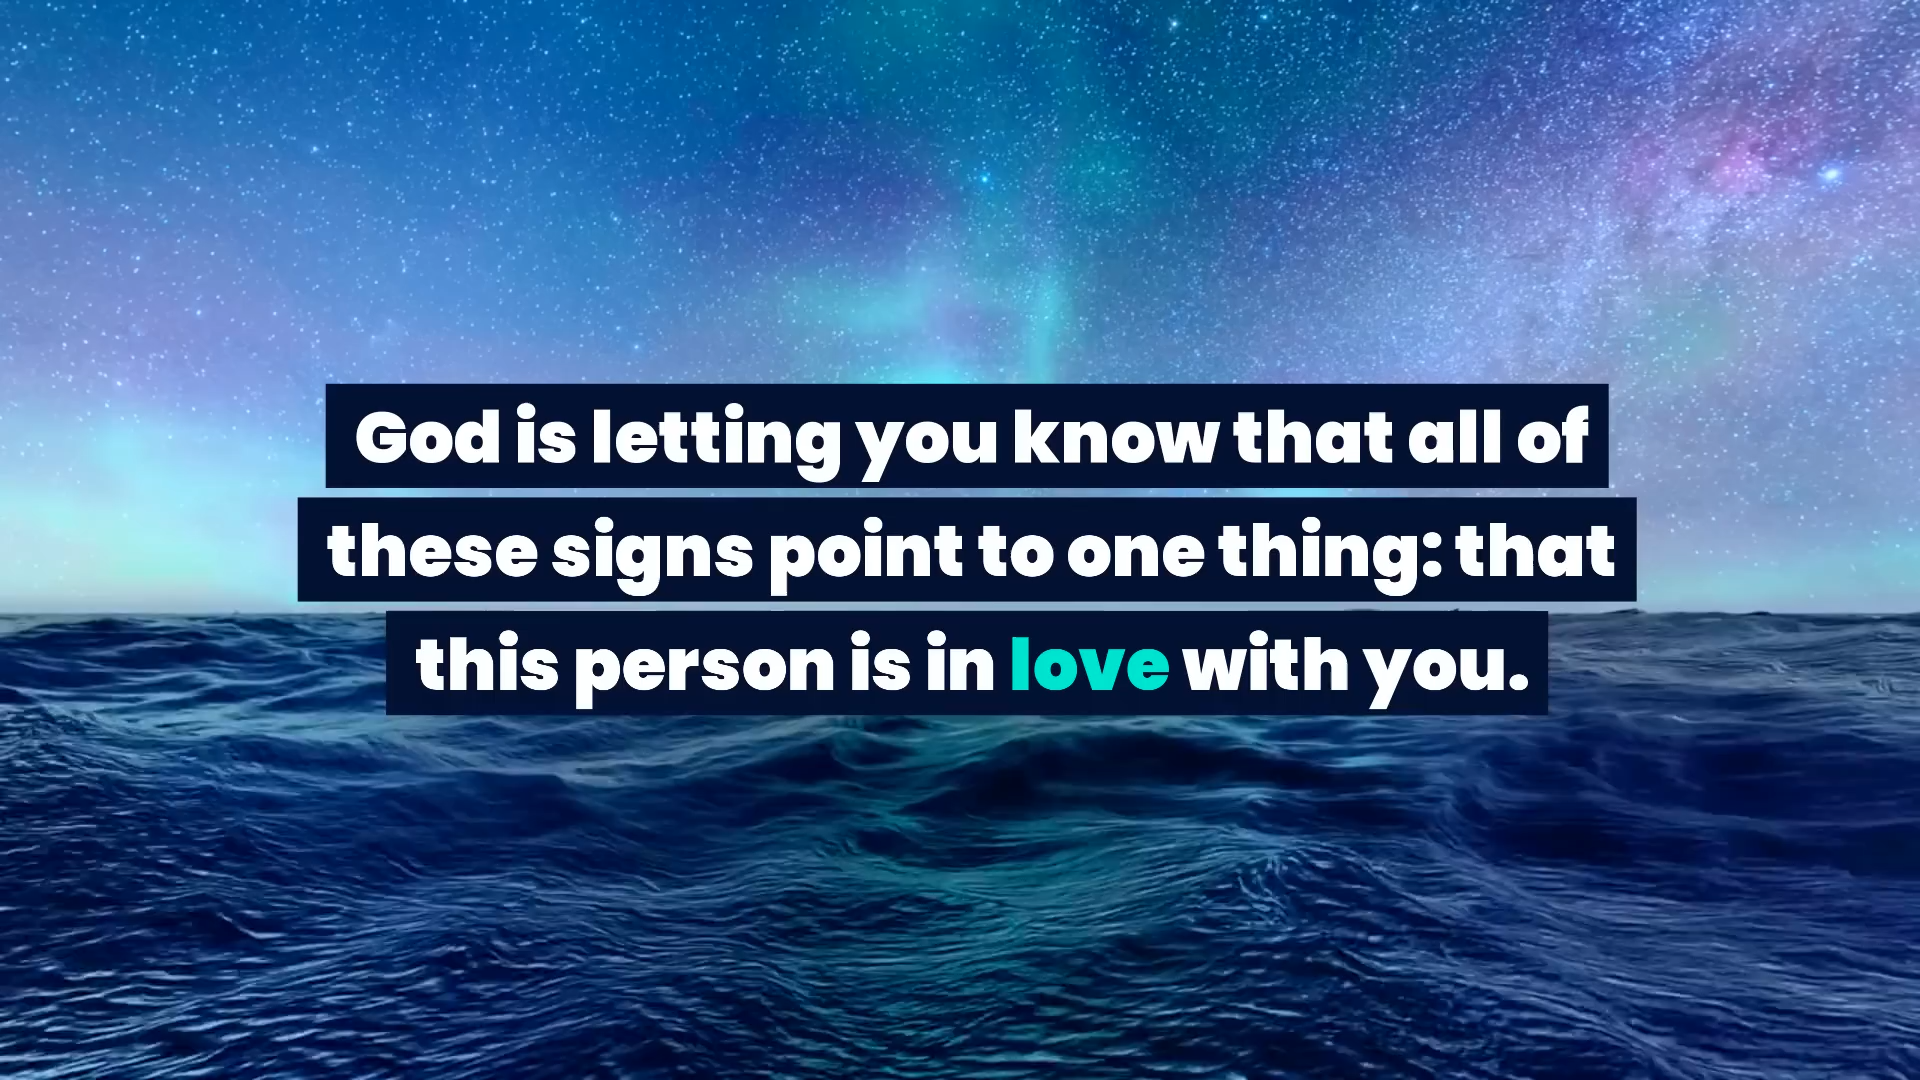 God is letting you know that all of
these signs point to one thing: that
this person is in love with you.